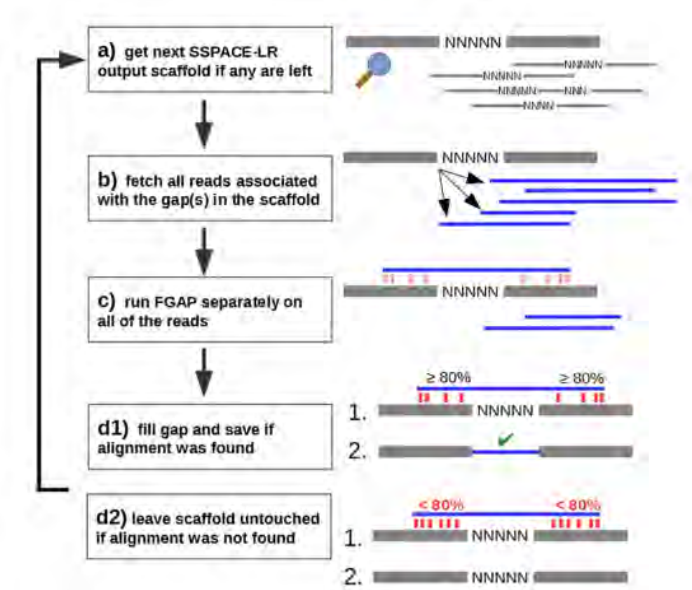 a) get next SSPACE-LR
output scaffold if any are left
NNNNN
NNNNN
NNNNN
NNNNN
NNN
NNNN
b) fetch all reads associated
with the gap(s) in the scaffold
NNNNN
c) run FGAP separately on
all of the reads
NNNNN
d1) fill gap and save if
alignment was found
≥ 80%
≥ 80%
1.
NNNNN
2.
✓
d2) leave scaffold untouched
if alignment was not found
< 80%
< 80%
1.
NNNNN
2.
NNNNN